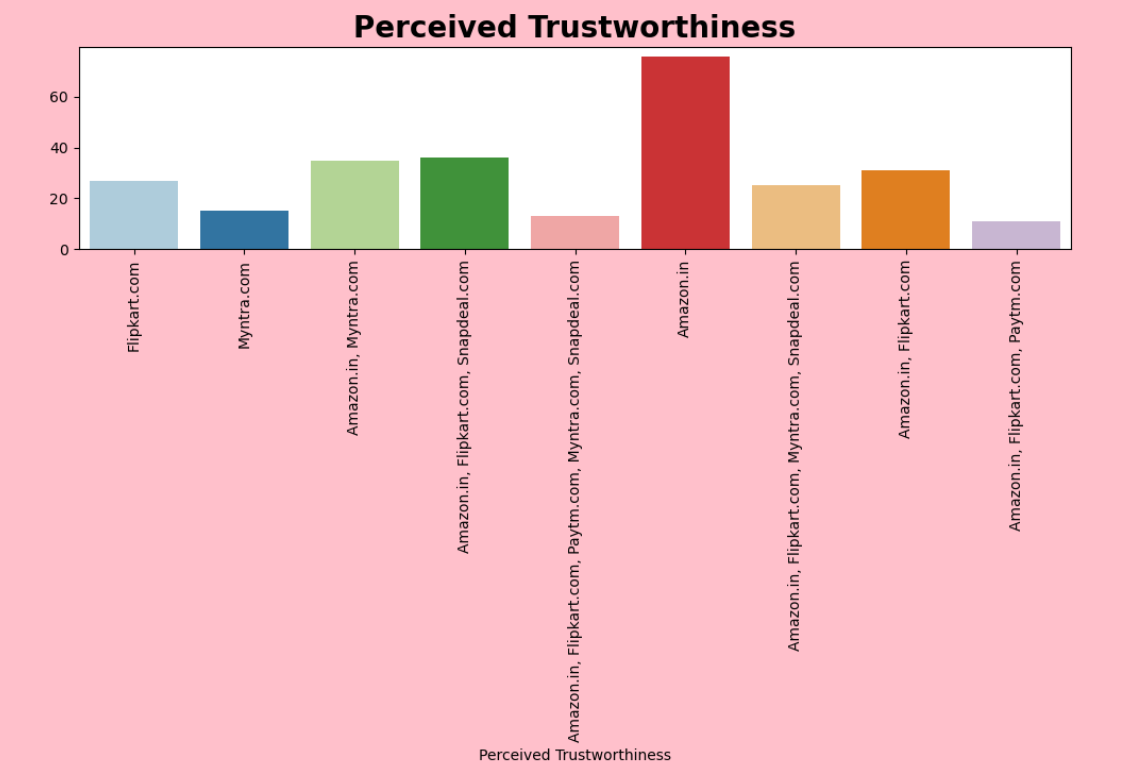 Perceived Trustworthiness
60
40
20
0
Flipkart.com
Myntra.com
Amazon.in, Myntra.com
Amazon.in, Flipkart.com, Snapdeal.com
Amazon.in, Flipkart.com, Paytm.com, Myntra.com, Snapdeal.com
Amazon.in
Amazon.in, Flipkart.com, Myntra.com, Snapdeal.com
Amazon.in, Flipkart.com
Amazon.in, Flipkart.com, Paytm.com
Perceived Trustworthiness